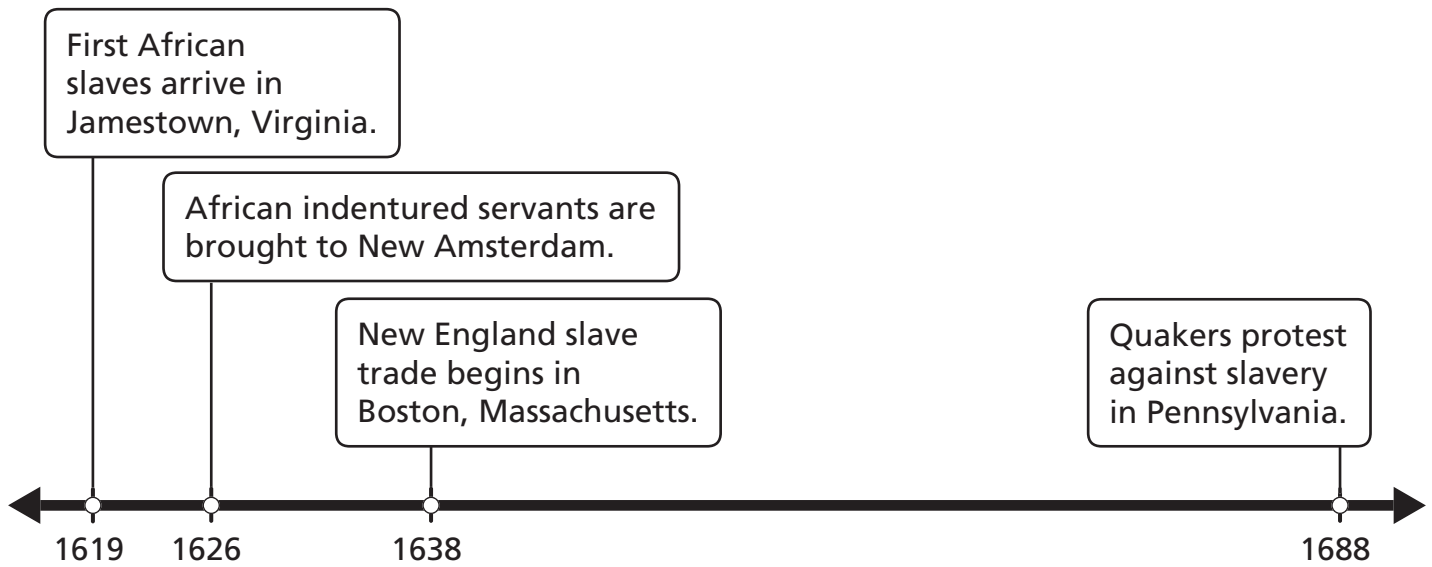 First African
slaves arrive in
Jamestown, Virginia.
African indentured servants are
brought to New Amsterdam.
New England slave
trade begins in
Boston, Massachusetts.
Quakers protest
against slavery
in Pennsylvania.
1619 1626 1638 1688